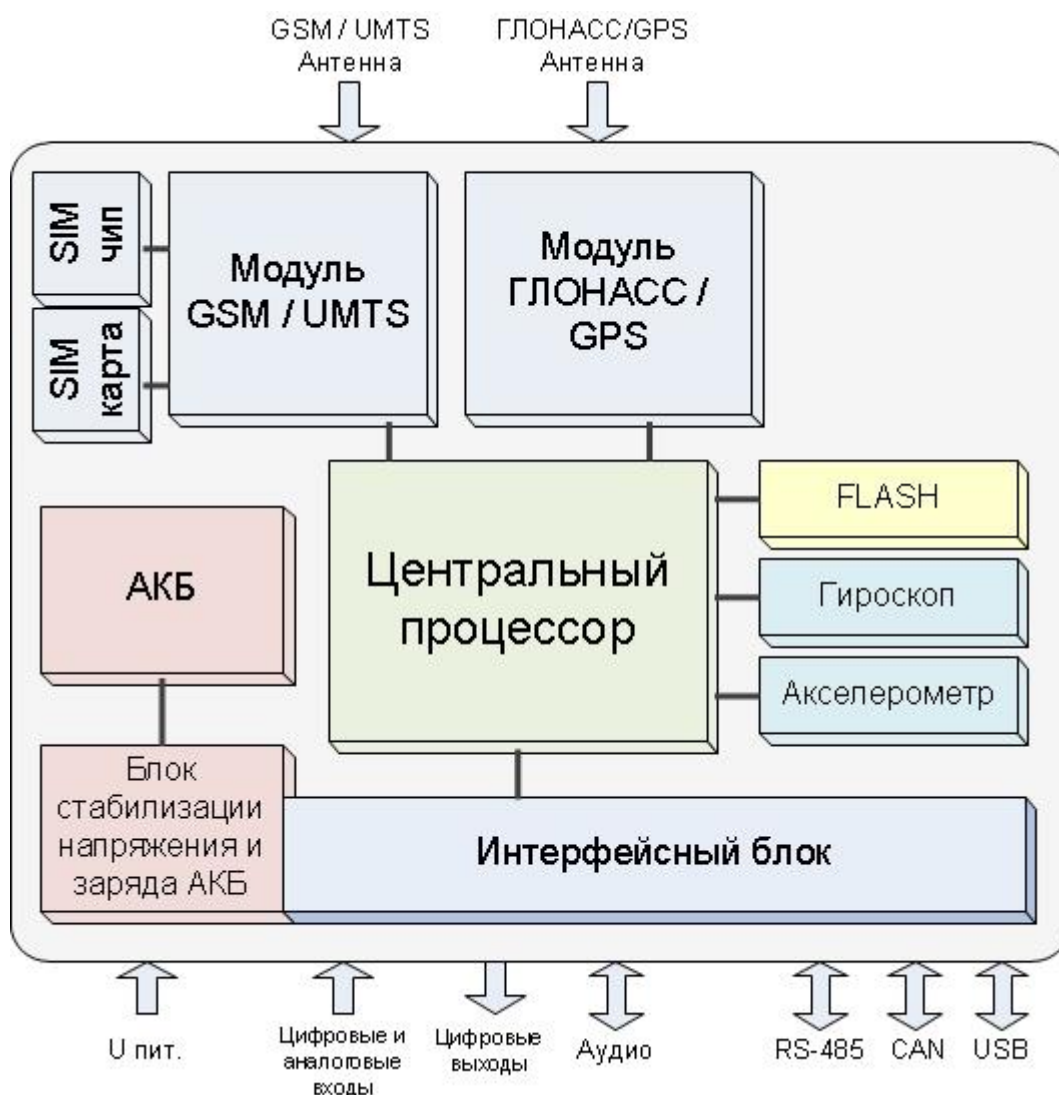 GSM / UMTS
Антенна
ГЛОНАСС/GPS
Антенна
SIM
чип
SIM
карта
Модуль
GSM / UMTS
Модуль
ГЛОНАСС /
GPS
Центральный
процессор
FLASH
Гироскоп
Акселерометр
АКБ
Блок
стабилизации
напряжения и
заряда АКБ
Интерфейсный блок
U пит.
Цифровые и
аналоговые
входы
Цифровые
выходы
Аудио
RS-485
CAN
USB